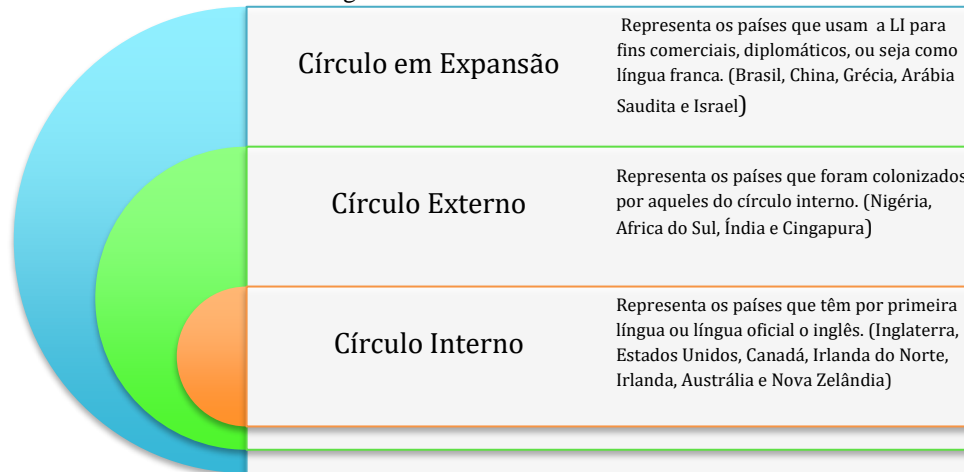 Círculo em Expansão
Representa os países que usam a LI para
fins comerciais, diplomáticos, ou seja como
língua franca. (Brasil, China, Grécia, Arábia
Saudita e Israel)
Círculo Externo
Representa os países que foram colonizados
por aqueles do círculo interno. (Nigéria,
Africa do Sul, Índia e Cingapura)
Círculo Interno
Representa os países que têm por primeira
língua ou língua oficial o inglês. (Inglaterra,
Estados Unidos, Canadá, Irlanda do Norte,
Irlanda, Austrália e Nova Zelândia)